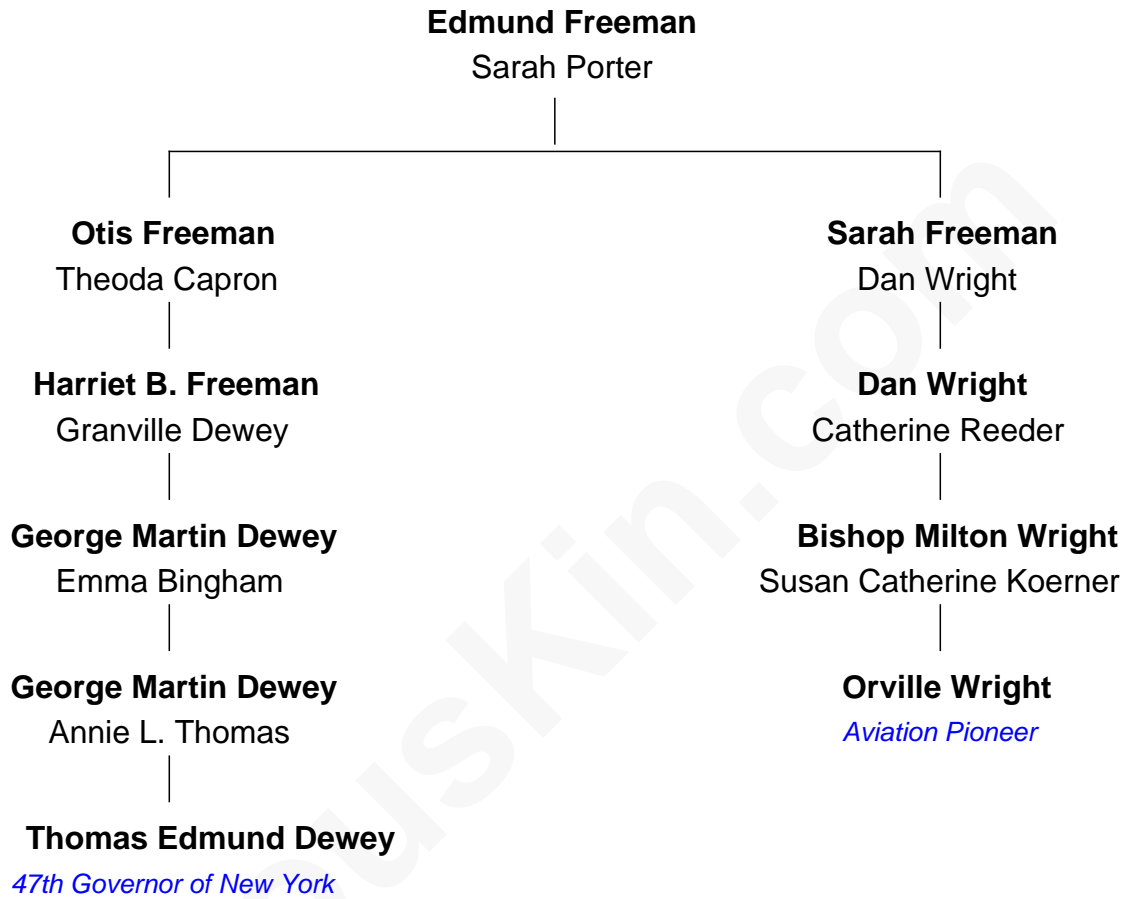 Edmund Freeman
Sarah Porter
Otis Freeman
Theoda Capron
Sarah Freeman
Dan Wright
Harriet B. Freeman
Granville Dewey
Dan Wright
Catherine Reeder
George Martin Dewey
Emma Bingham
Bishop Milton Wright
Susan Catherine Koerner
George Martin Dewey
Annie L. Thomas
Orville Wright
Aviation Pioneer
Thomas Edmund Dewey
47th Governor of New York
usKin.com